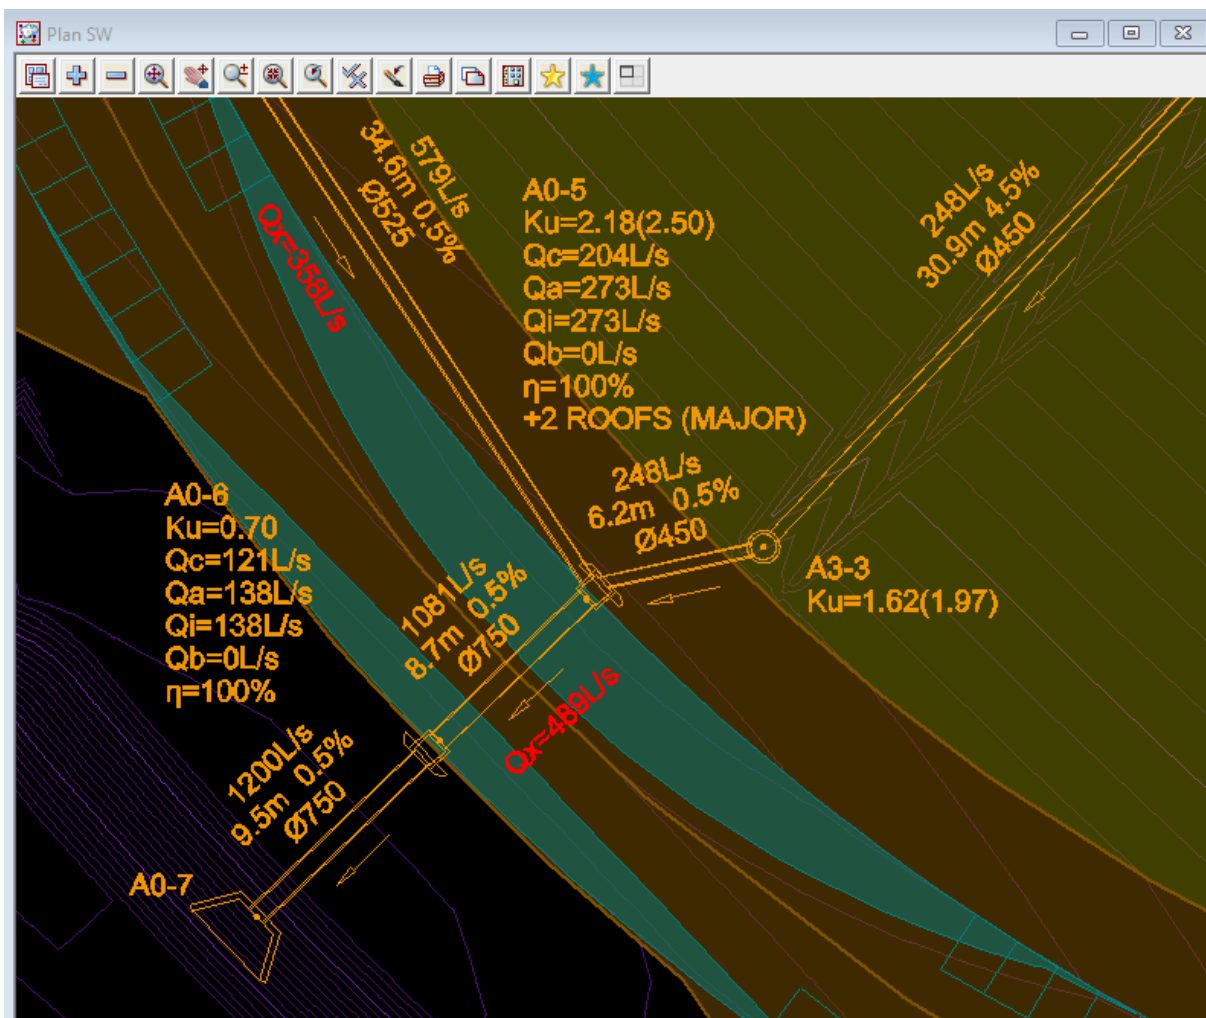 Plan SW
579L/s
34.6m 0.5%
Ø525
Qx=358L/s
A0-5
Ku=2.18(2.50)
Qc=204L/s
Qa=273L/s
Qi=273L/s
Qb=0L/s
η=100%
+2 ROOFS (MAJOR)
248L/s
30.9m 4.5%
Ø450
248L/s
6.2m 0.5%
Ø450
A3-3
Ku=1.62(1.97)
A0-6
Ku=0.70
Qc=121L/s
Qa=138L/s
Qi=138L/s
Qb=0L/s
η=100%
1081L/s
8.7m 0.5%
Ø750
Qx=489L/s
1200L/s
9.5m 0.5%
Ø750
A0-7